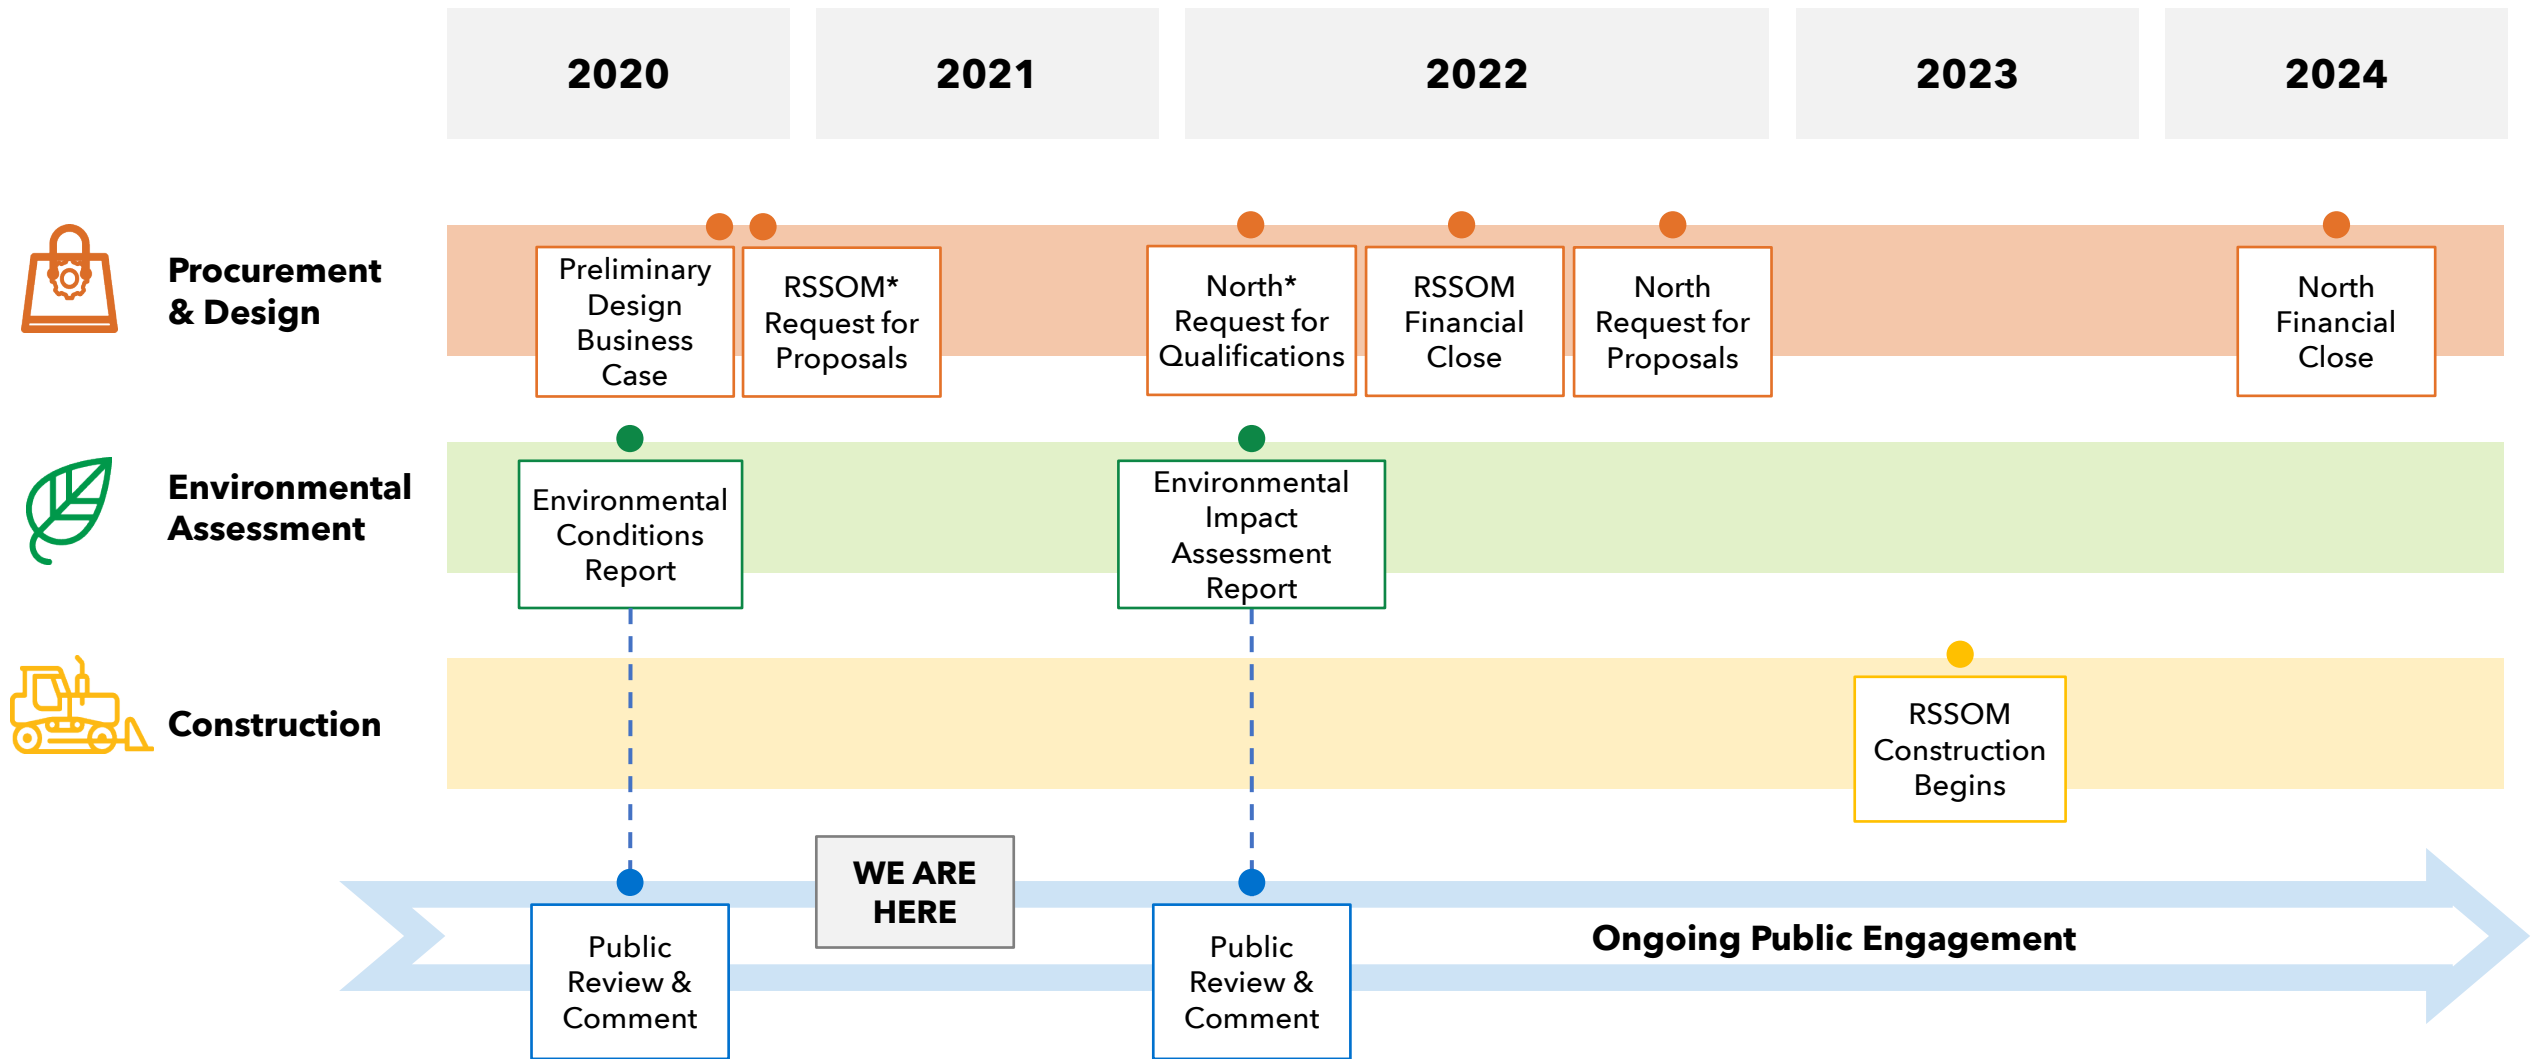 2020
2021
2022
2023
2024
Procurement
& Design
Preliminary
Design
Business
Case
RSSOM*
Request for
Proposals
North*
Request for
Qualifications
RSSOM
Financial
Close
North
Request for
Proposals
North
Financial
Close
Environmental
Assessment
Environmental
Conditions
Report
Environmental
Impact
Assessment
Report
Construction
RSSOM
Construction
Begins
WE ARE
HERE
Public
Review &
Comment
Public
Review &
Comment
Ongoing Public Engagement